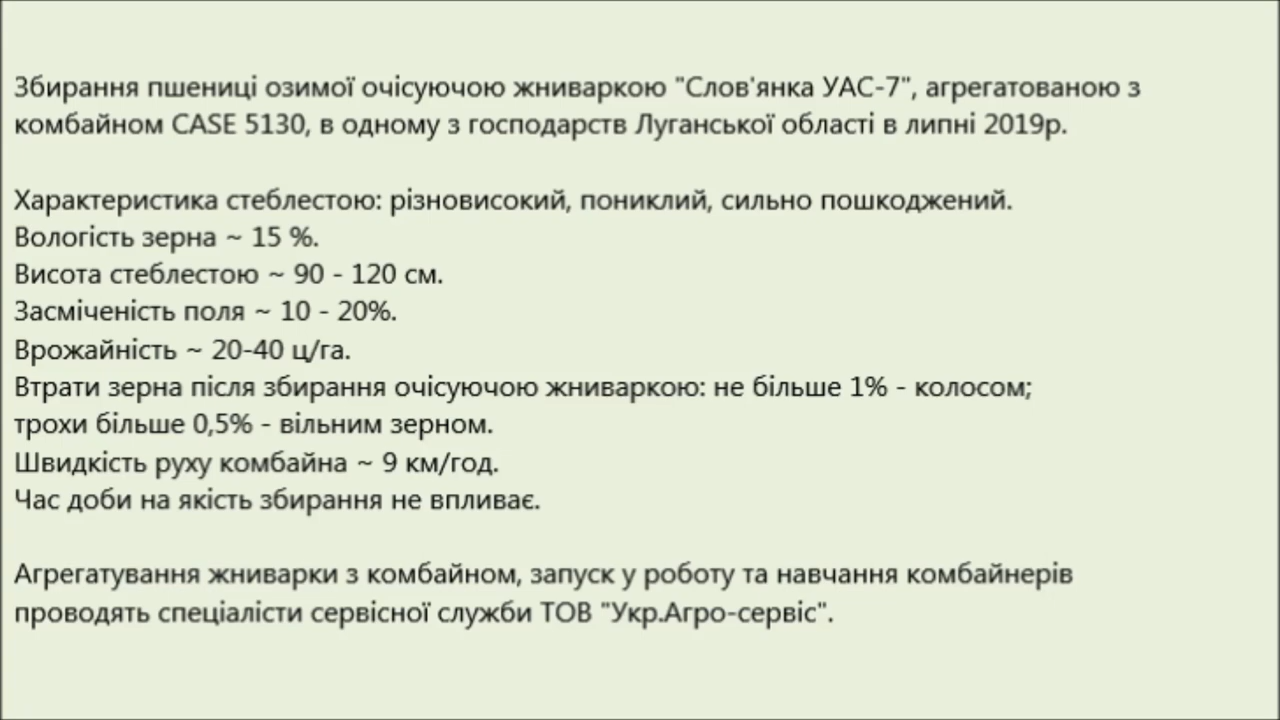 Збирання пшениці озимої очісуючою жниваркою "Слов'янка УАС-7", агрегатованою з
комбайном CASE 5130, в одному з господарств Луганської області в липні 2019р.
Характеристика стеблестою: різновисокий, пониклий, сильно пошкоджений.
Вологість зерна ~ 15 %.
Висота стеблестою ~ 90 - 120 см.
Засміченість поля ~ 10 - 20%.
Врожайність ~ 20-40 ц/га.
Втрати зерна після збирання очісуючою жниваркою: не більше 1% - колосом;
трохи більше 0,5% - вільним зерном.
Швидкість руху комбайна ~ 9 км/год.
Час доби на якість збирання не впливає.
Агрегатування жниварки з комбайном, запуск у роботу та навчання комбайнерів
проводять спеціалісти сервісної служби ТОВ "Укр.Агро-сервіс".